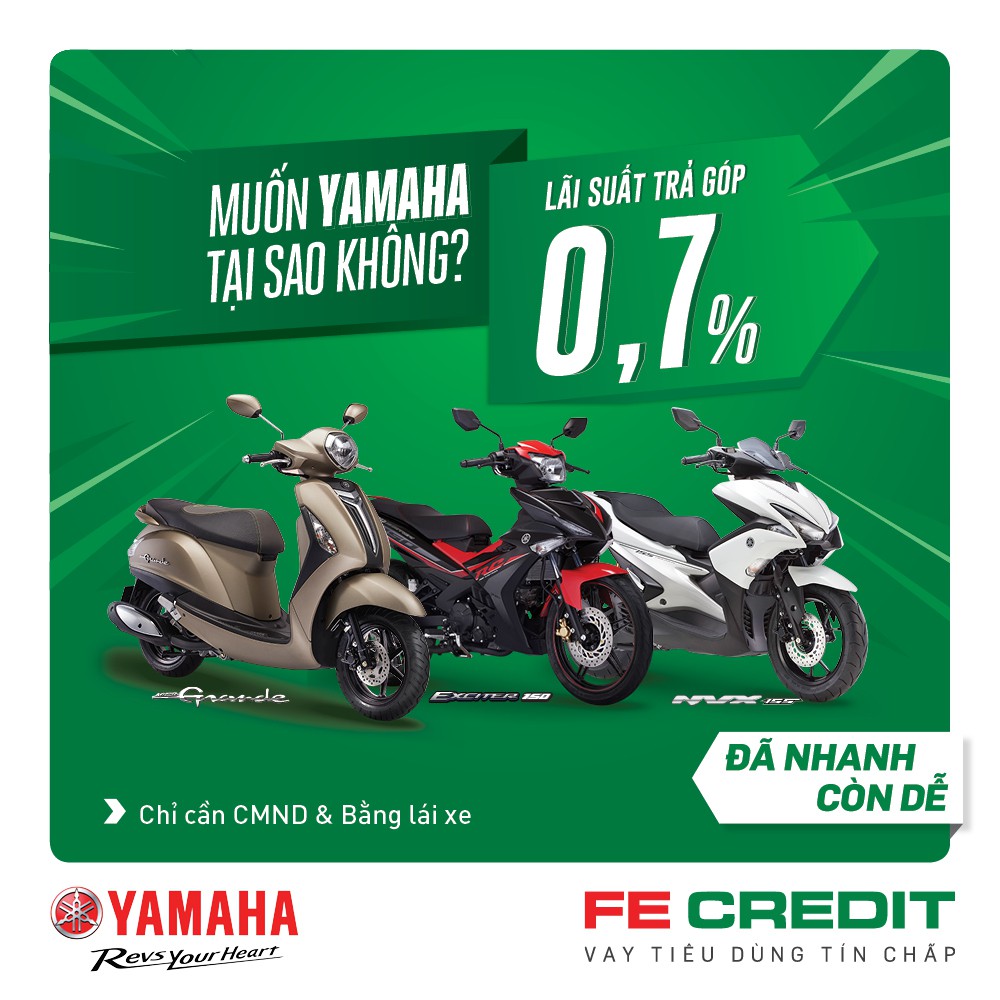 MUỐN YAMAHA
TẠI SAO KHÔNG?
LÃI SUẤT TRẢ GÓP
0,7%
Grande
Grande
EXCITER 150
NVX 155
ĐÃ NHANH
CÒN DỄ
Chỉ cần CMND & Bằng lái xe
YAMAHA
Revs Your Heart
FE CREDIT
VAY TIÊU DÙNG TÍN CHẤP